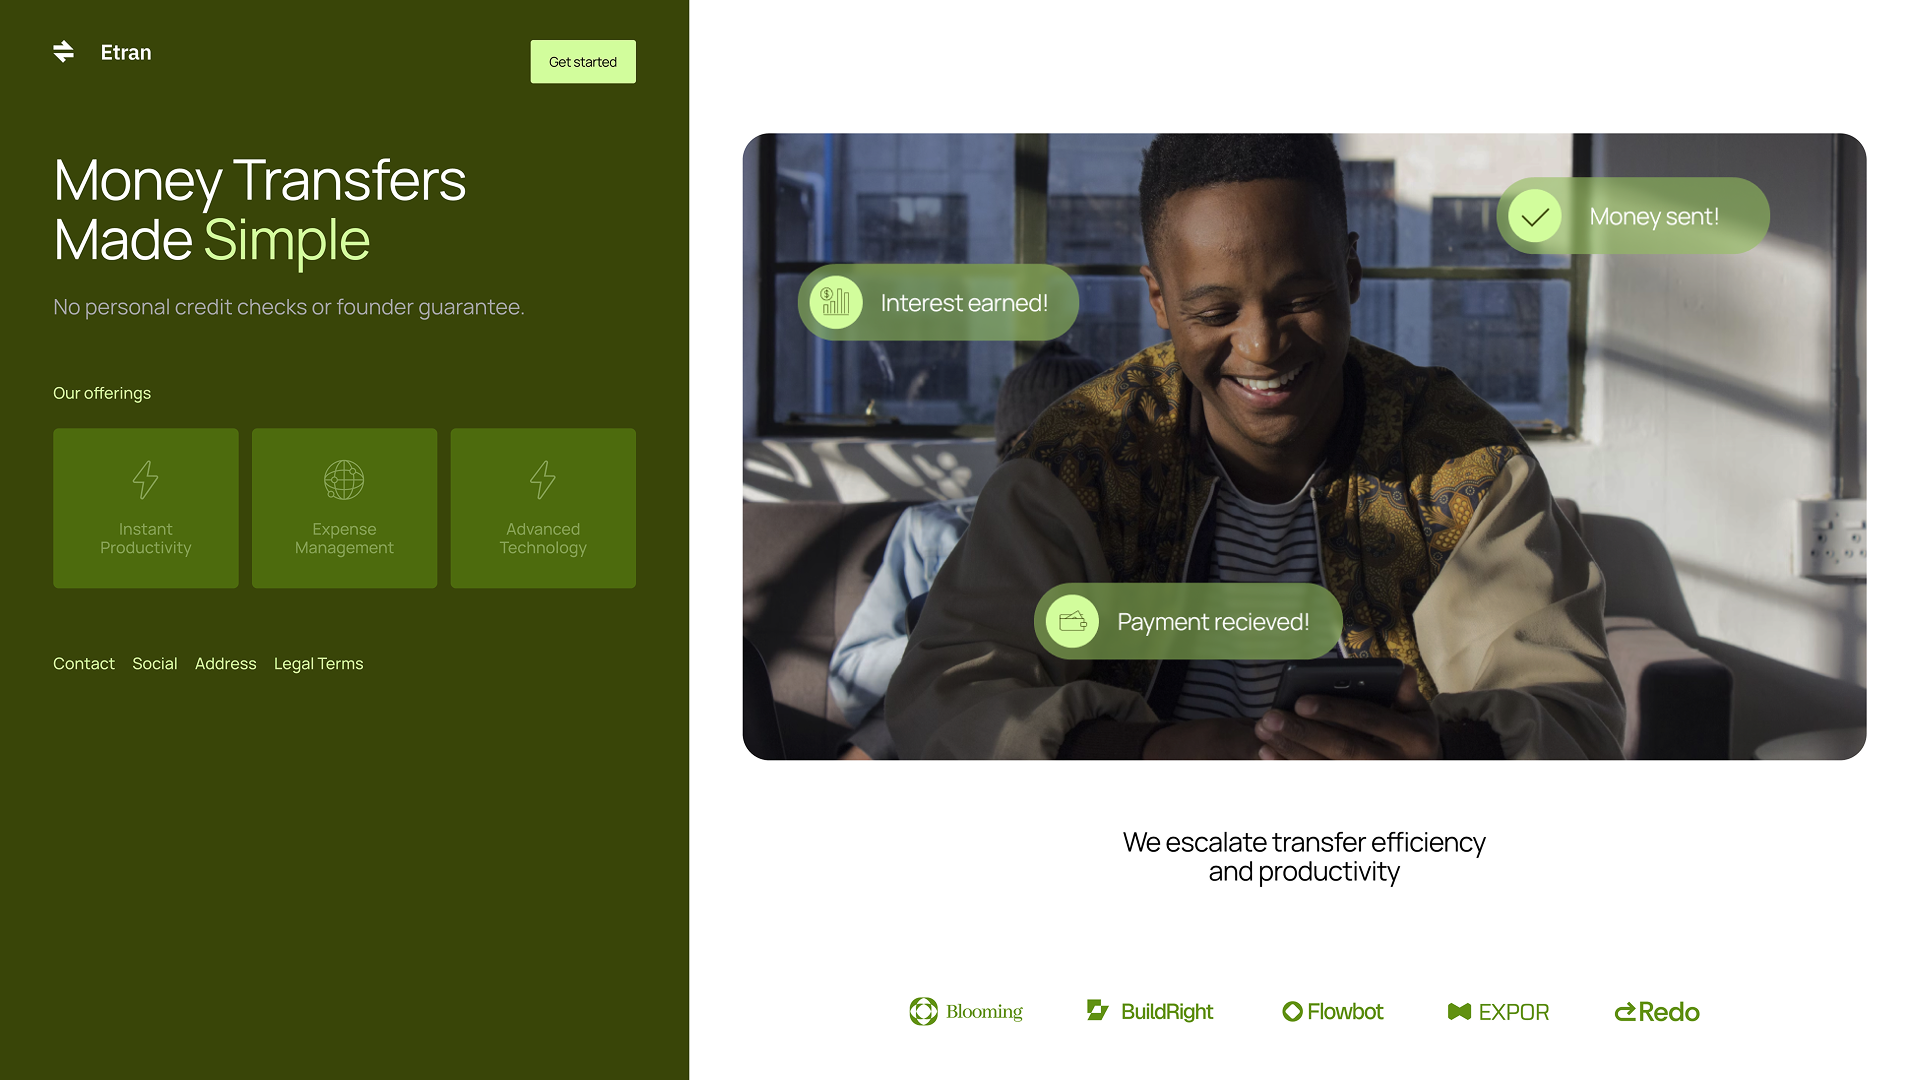 Etran
Get started
Money Transfers
Made Simple
No personal credit checks or founder guarantee.
Our offerings
Instant
Productivity
Expense
Management
Advanced
Technology
Contact Social Address Legal Terms
Money sent!
Interest earned!
Payment recieved!
We escalate transfer efficiency
and productivity
Blooming
BuildRight
Flowbot
EXPOR
Redo